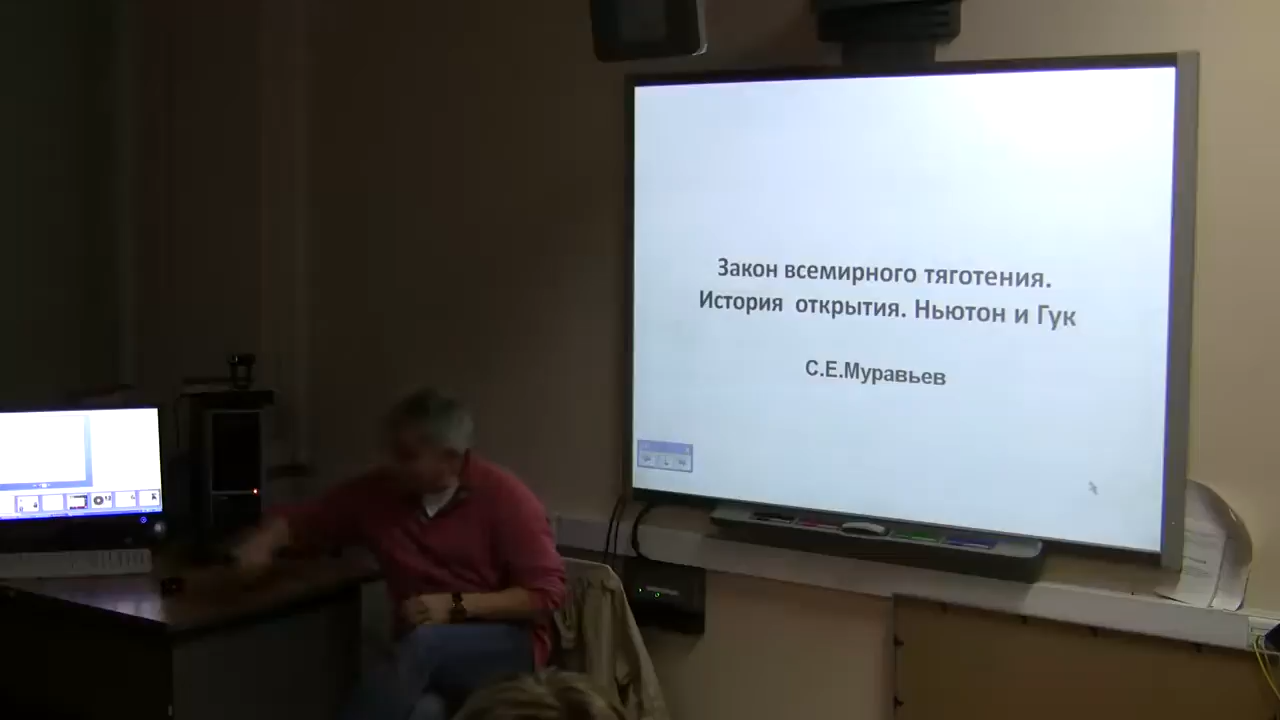 Закон всемирного тяготения.
История открытия. Ньютон и Гук
С.Е.Муравьев